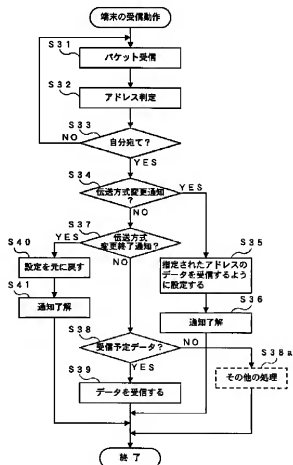 端末の受信動作
S31
パケット受信
S32
アドレス判定
S33
自分宛て？
NO
YES
S34
伝送方式変更通知
？
YES
NO
S37
伝送方式
変更終了通知？
YES
NO
S40
設定を元に戻す
S41
通知了解
S35
指定されたアドレスの
データを受信するよう
に設定する
S36
通知了解
S38
受信予定データ？
NO
YES
S38a
その他の処理
S39
データを受信する
終了